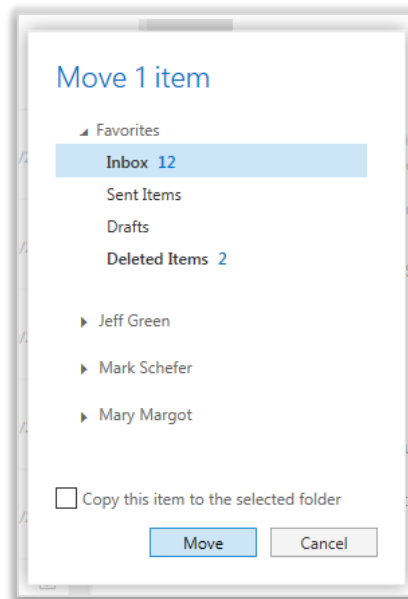 Move 1 item
Favorites
Inbox 12
Sent Items
Drafts
Deleted Items 2
Jeff Green
Mark Schefer
Mary Margot
Copy this item to the selected folder
Move Cancel